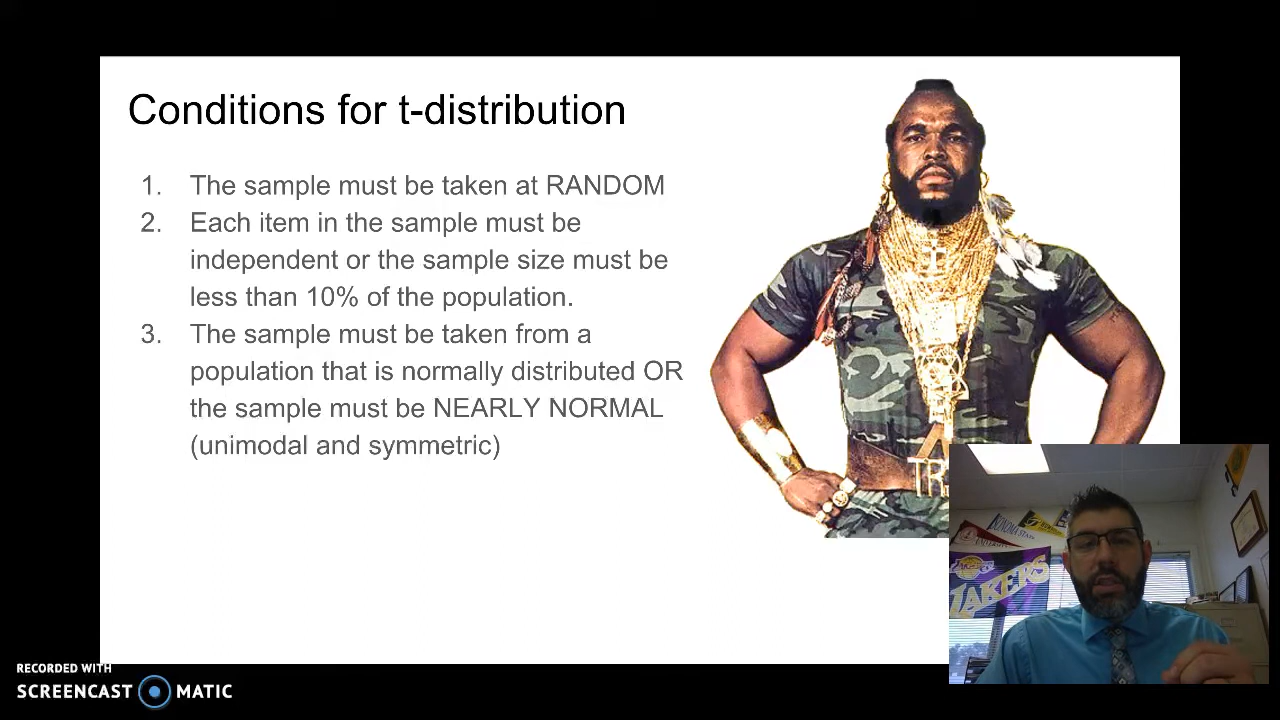 Conditions for t-distribution
1. The sample must be taken at RANDOM
2. Each item in the sample must be
independent or the sample size must be
less than 10% of the population.
3. The sample must be taken from a
population that is normally distributed OR
the sample must be NEARLY NORMAL
(unimodal and symmetric)
SONOMA STATE
LAKERS
RECORDED WITH
SCREENCAST MATIC